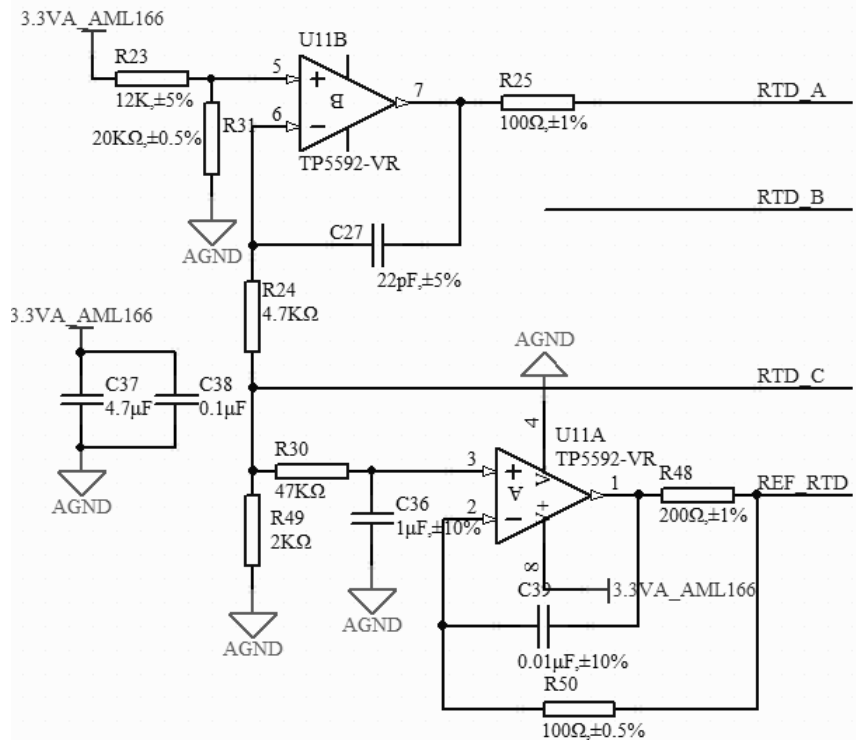 3.3VA_AML166
U11B
R23
5
+
7
R25
RTD_A
12K,±5%
B
6
−
R31
100Ω,±1%
20KΩ,±0.5%
TP5592-VR
RTD_B
C27
AGND
22pF,±5%
R24
4.7KΩ
3.3VA_AML166
AGND
C37
C38
4.7μF
0.1μF
RTD_C
4
U11A
TP5592-VR
R30
3
+
V
A
1
R48
REF_RTD
AGND
47KΩ
C36
2
−
+
V
200Ω,±1%
R49
1μF,±10%
2KΩ
8
C39
3.3VA_AML166
AGND
AGND
0.01μF,±10%
R50
100Ω,±0.5%